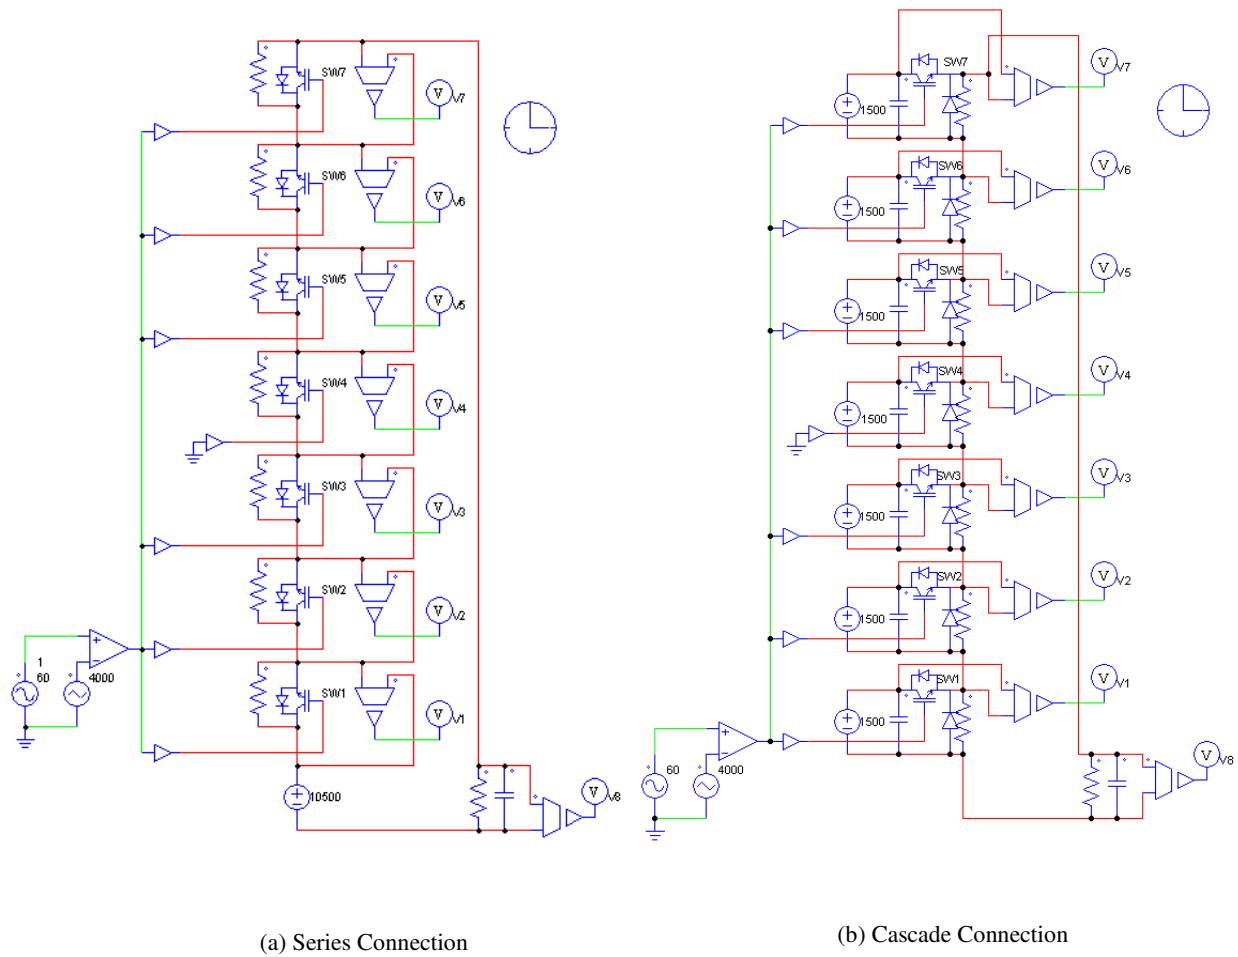 SW7
V
V7
SW6
V
V6
SW5
V
V5
SW4
V
V4
SW3
V
V3
SW2
V
V2
1
60
4000
SW1
V
V1
10500
V
V8
(a) Series Connection
SW7
V
V7
1500
SW6
V
V6
1500
SW5
V
V5
1500
SW4
V
V4
1500
SW3
V
V3
1500
SW2
V
V2
1500
SW1
V
V1
1500
60
4000
V
V8
(b) Cascade Connection